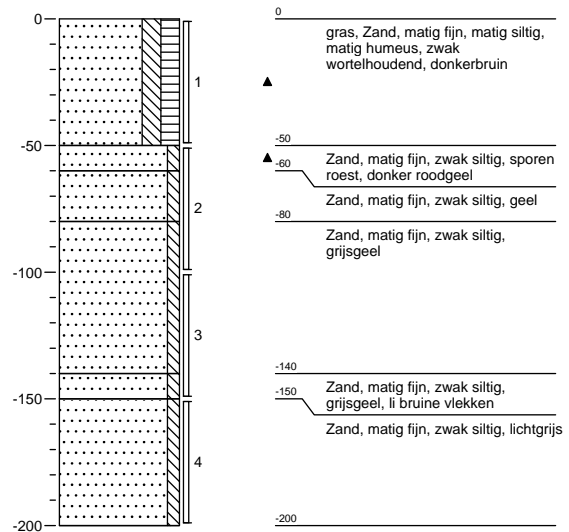 0
-50
-100
-150
-200
1
2
3
4
0
gras, Zand, matig fijn, matig siltig,
matig humeus, zwak
wortelhoudend, donkerbruin
-50
Zand, matig fijn, zwak siltig, sporen
roest, donker roodgeel
-60
Zand, matig fijn, zwak siltig, geel
-80
Zand, matig fijn, zwak siltig,
grijsgeel
-140
Zand, matig fijn, zwak siltig,
grijsgeel, li bruine vlekken
-150
Zand, matig fijn, zwak siltig, lichtgrijs
-200